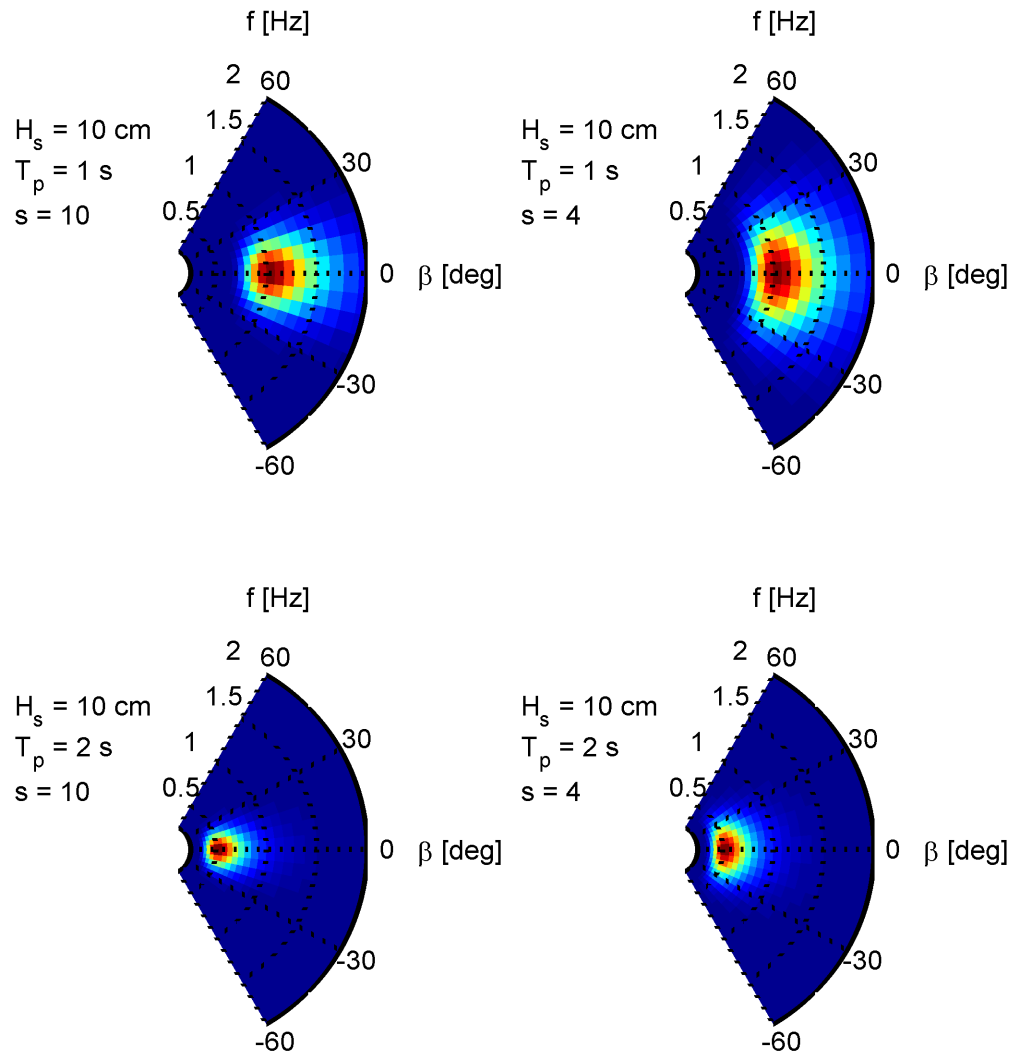 f [Hz]
2 60
1.5
1
0.5
30
0
-30
-60
β [deg]
H_s = 10 cm
T_p = 1 s
s = 10
f [Hz]
2 60
1.5
1
0.5
30
0
-30
-60
β [deg]
H_s = 10 cm
T_p = 1 s
s = 4
f [Hz]
2 60
1.5
1
0.5
30
0
-30
-60
β [deg]
H_s = 10 cm
T_p = 2 s
s = 10
f [Hz]
2 60
1.5
1
0.5
30
0
-30
-60
β [deg]
H_s = 10 cm
T_p = 2 s
s = 4